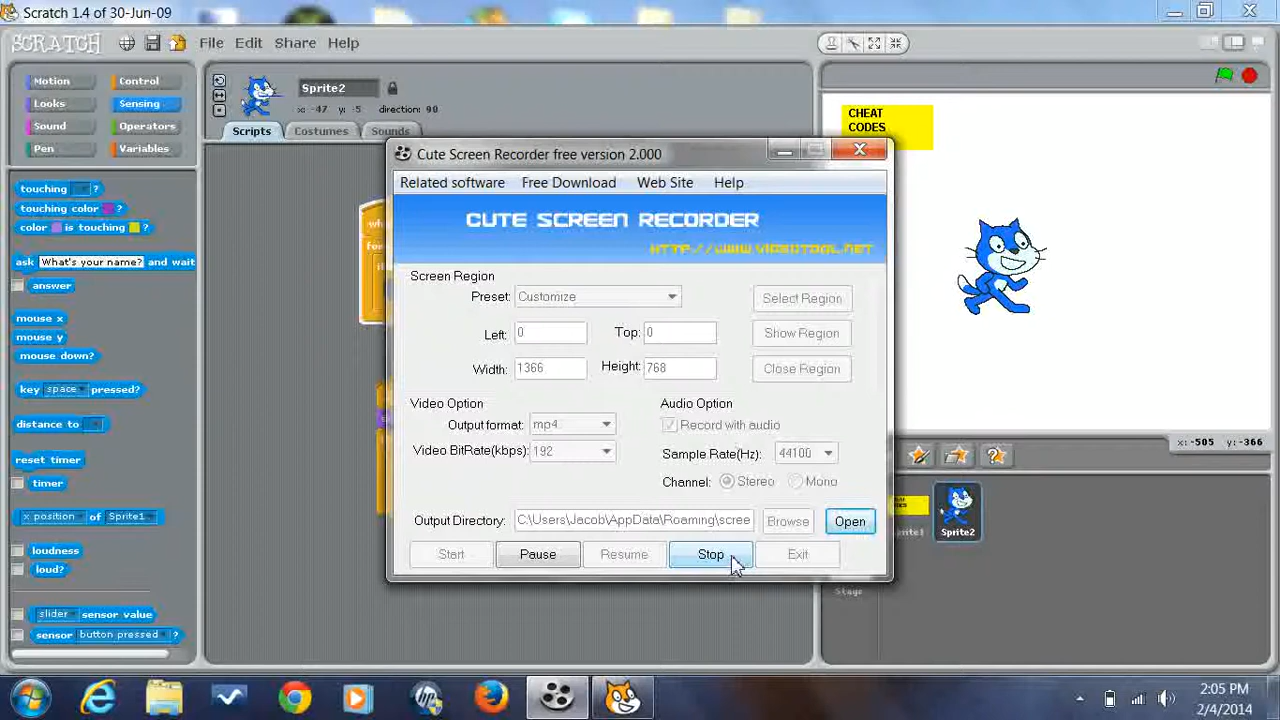 Scratch 1.4 of 30-Jun-09
SCRATCH
File Edit Share Help
Motion Control
Looks Sensing
Sound Operators
Pen Variables
Sprite2
x: -47 y: -5 direction: 90
Scripts Costumes Sounds
touching ?
touching color ?
color is touching ?
ask What's your name? and wait
answer
mouse x
mouse y
mouse down?
key space pressed?
distance to
reset timer
timer
x position of Sprite1
loudness
loud?
slider sensor value
sensor button pressed ?
CHEAT
CODES
x: -505 y: -366
Sprite2
Stage
Cute Screen Recorder free version 2.000
Related software Free Download Web Site Help
CUTE SCREEN RECORDER
HTTP://WWW.VIDEOTOOL.NET
Screen Region
Preset: Customize Select Region
Left: 0 Top: 0 Show Region
Width: 1366 Height: 768 Close Region
Video Option Audio Option
Output format: mp4 Record with audio
Video BitRate(kbps): 192 Sample Rate(Hz): 44100
Channel: Stereo Mono
Output Directory: C:\Users\Jacob\AppData\Roaming\scree Browse Open
Start Pause Resume Stop Exit
2:05 PM
2/4/2014